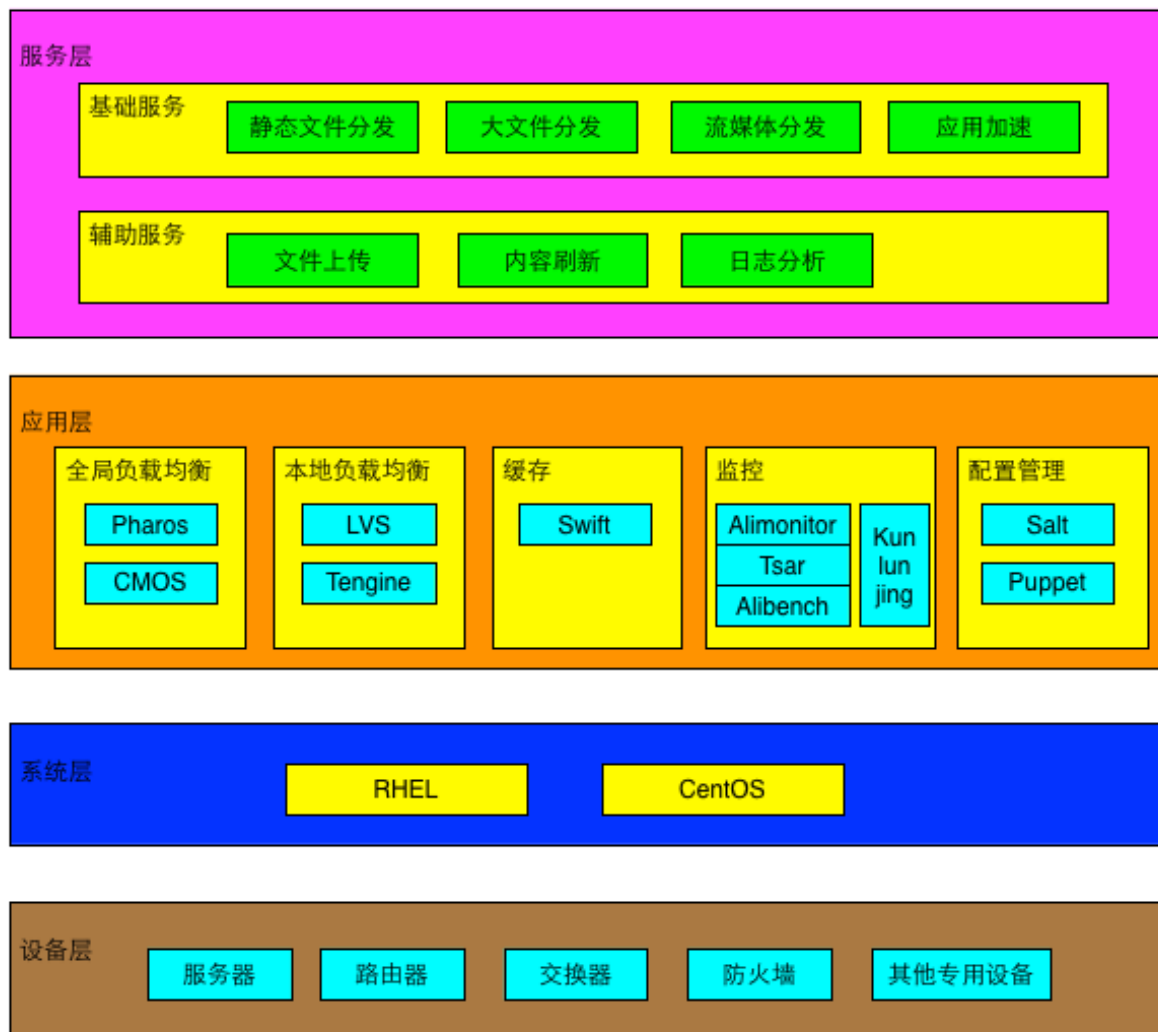 服务层
基础服务
静态文件分发
大文件分发
流媒体分发
应用加速
辅助服务
文件上传
内容刷新
日志分析
应用层
全局负载均衡
Pharos
CMOS
本地负载均衡
LVS
Tengine
缓存
Swift
监控
Alimonitor
Tsar
Alibench
Kun
lun
jing
配置管理
Salt
Puppet
系统层
RHEL
CentOS
设备层
服务器
路由器
交换器
防火墙
其他专用设备